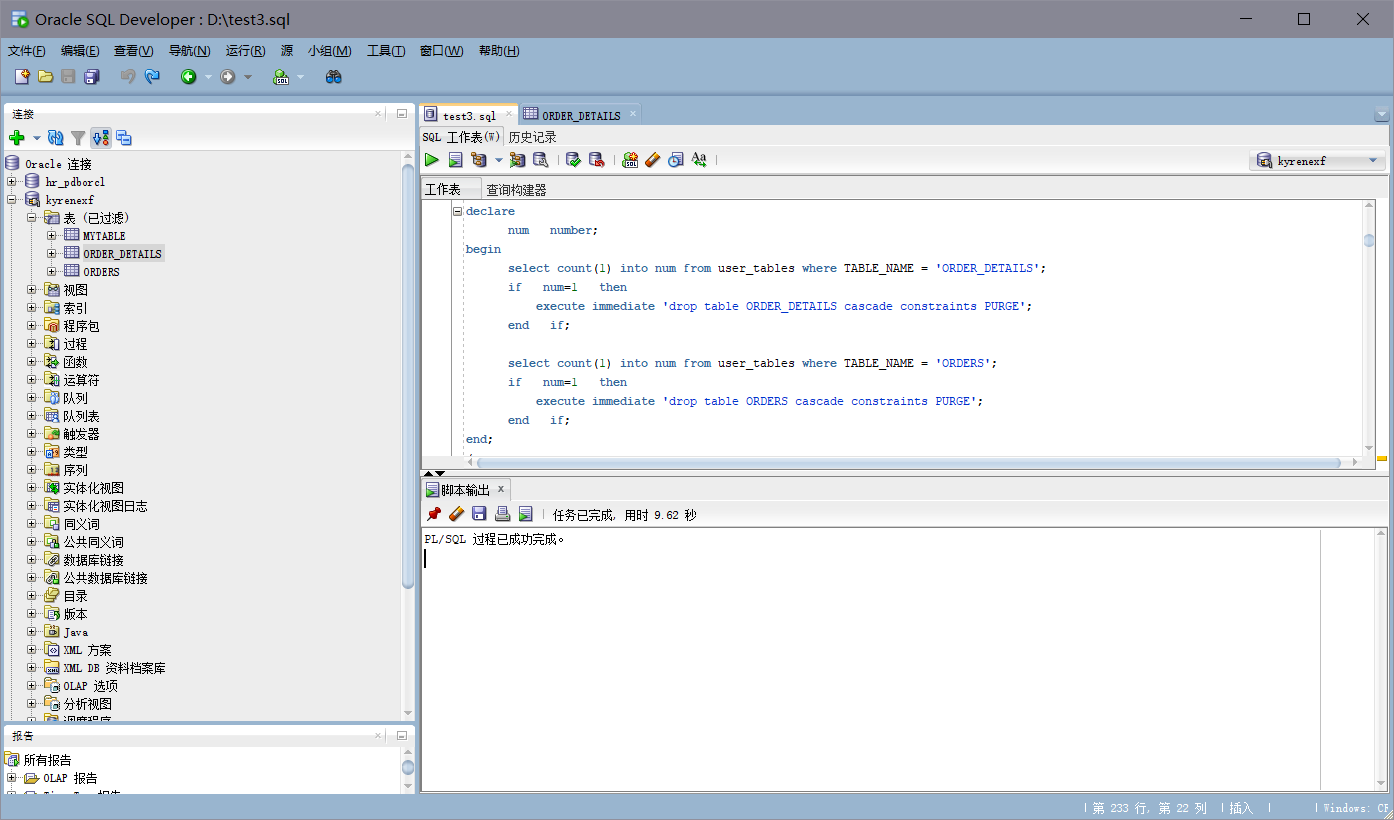 Oracle SQL Developer : D:\test3.sql
文件(F) 编辑(E) 查看(V) 导航(N) 运行(R) 源 小组(M) 工具(T) 窗口(W) 帮助(H)
连接
Oracle 连接
hr_pdborcl
kyrenexf
表 (已过滤)
MYTABLE
ORDER_DETAILS
ORDERS
视图
索引
程序包
过程
函数
运算符
队列
队列表
触发器
类型
序列
实体化视图
实体化视图日志
同义词
公共同义词
数据库链接
公共数据库链接
目录
版本
Java
XML 方案
XML DB 资料档案库
OLAP 选项
分析视图
调度程序
报告
所有报告
OLAP 报告
test3.sql ORDER_DETAILS
SQL 工作表(W) 历史记录
kyrenexf
工作表 查询构建器
declare
num number;
begin
select count(1) into num from user_tables where TABLE_NAME = 'ORDER_DETAILS';
if num=1 then
execute immediate 'drop table ORDER_DETAILS cascade constraints PURGE';
end if;
select count(1) into num from user_tables where TABLE_NAME = 'ORDERS';
if num=1 then
execute immediate 'drop table ORDERS cascade constraints PURGE';
end if;
end;
脚本输出
任务已完成, 用时 9.62 秒
PL/SQL 过程已成功完成。
第 233 行, 第 22 列 插入 Windows: CR